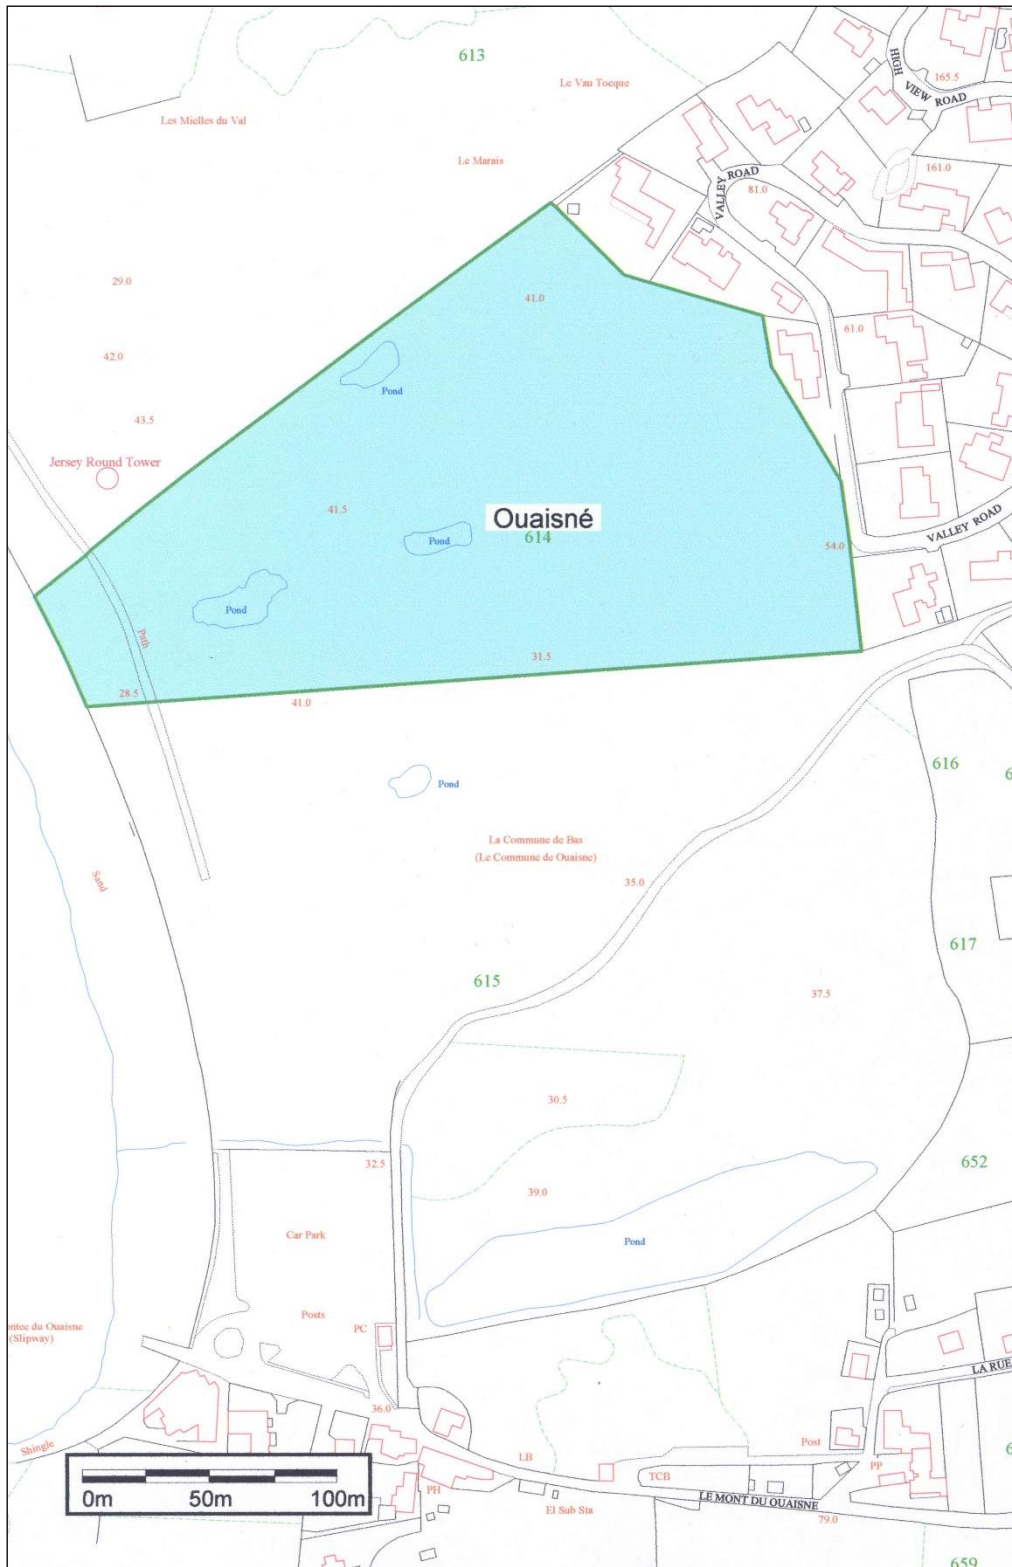 613
HIGH
VIEW ROAD
165.5
Le Vau Tocque
Les Mielles du Val
Le Marais
161.0
VALLEY ROAD
81.0
29.0
41.0
42.0
61.0
Pond
43.5
Jersey Round Tower
41.5
Ouaisné
614
Pond
VALLEY ROAD
54.0
Pond
Path
31.5
28.5
41.0
616
6
Pond
La Commune de Bas
(Le Commune de Ouaisne)
Sand
35.0
617
615
37.5
30.5
32.5
652
39.0
Car Park
Pond
Posts
PC
ontee du Ouaisne
(Slipway)
LA RUE
36.0
Shingle
Post
6
LB
TCB
PP
0m
50m
100m
PH
El Sub Sta
LE MONT DU OUAISNE
79.0
659